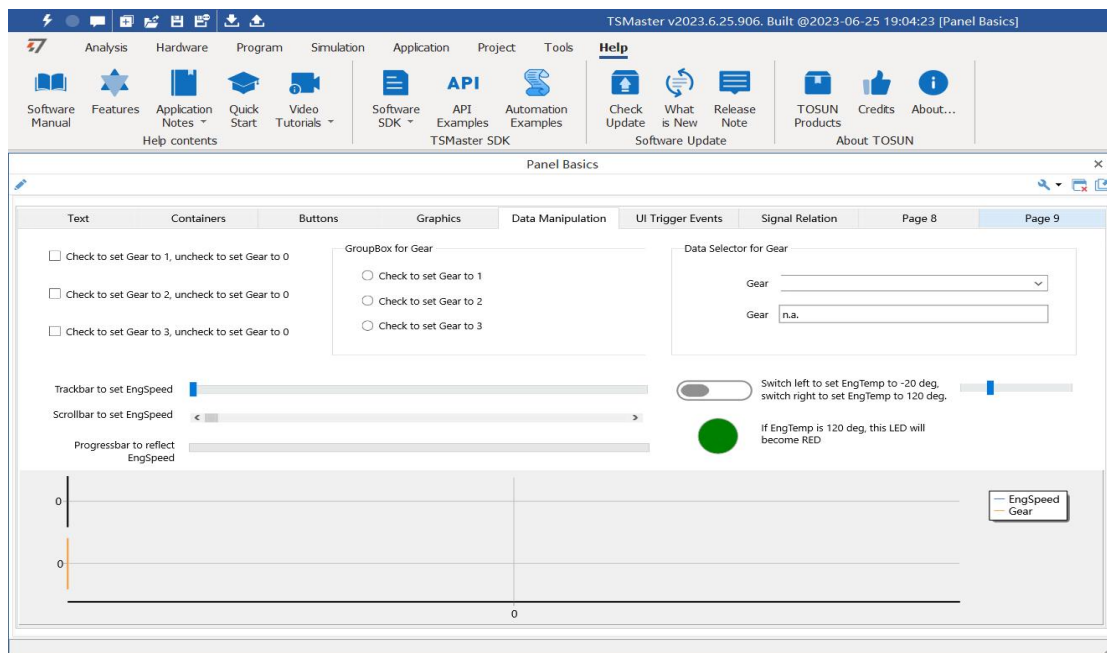 TSMaster v2023.6.25.906. Built @2023-06-25 19:04:23 [Panel Basics]
Analysis Hardware Program Simulation Application Project Tools Help
Software Manual
Features
Application Notes
Quick Start
Video Tutorials
Software SDK
API
API Examples
Automation Examples
Check Update
What is New
Release Note
TOSUN Products
Credits
About...
Help contents
TSMaster SDK
Software Update
About TOSUN
Panel Basics
Text Containers Buttons Graphics Data Manipulation UI Trigger Events Signal Relation Page 8 Page 9
Check to set Gear to 1, uncheck to set Gear to 0
Check to set Gear to 2, uncheck to set Gear to 0
Check to set Gear to 3, uncheck to set Gear to 0
GroupBox for Gear
Check to set Gear to 1
Check to set Gear to 2
Check to set Gear to 3
Data Selector for Gear
Gear
Gear n.a.
Trackbar to set EngSpeed
Scrollbar to set EngSpeed
Progressbar to reflect
EngSpeed
Switch left to set EngTemp to -20 deg,
switch right to set EngTemp to 120 deg.
If EngTemp is 120 deg, this LED will
become RED
0
0
0
EngSpeed
Gear